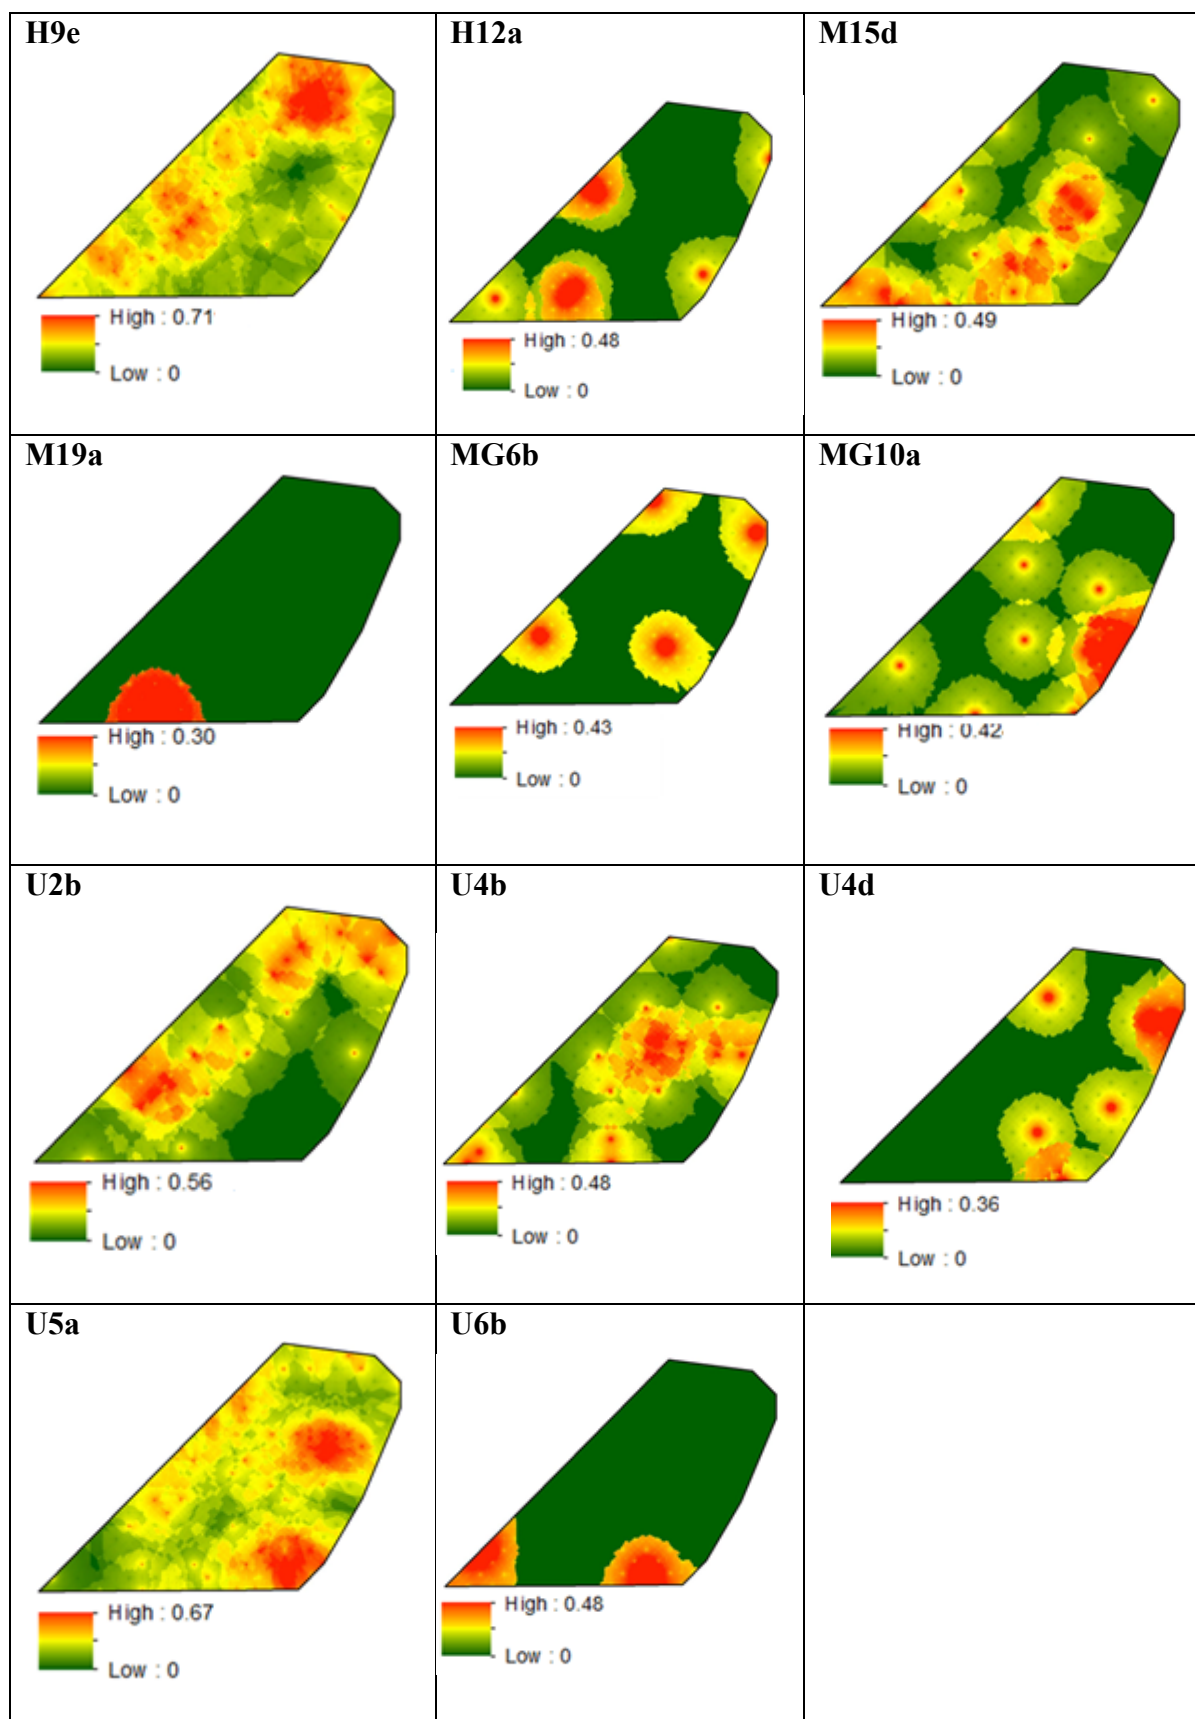 H9e
High : 0.71
Low : 0
H12a
High : 0.48
Low : 0
M15d
High : 0.49
Low : 0
M19a
High : 0.30
Low : 0
MG6b
High : 0.43
Low : 0
MG10a
High : 0.42
Low : 0
U2b
High : 0.56
Low : 0
U4b
High : 0.48
Low : 0
U4d
High : 0.36
Low : 0
U5a
High : 0.67
Low : 0
U6b
High : 0.48
Low : 0